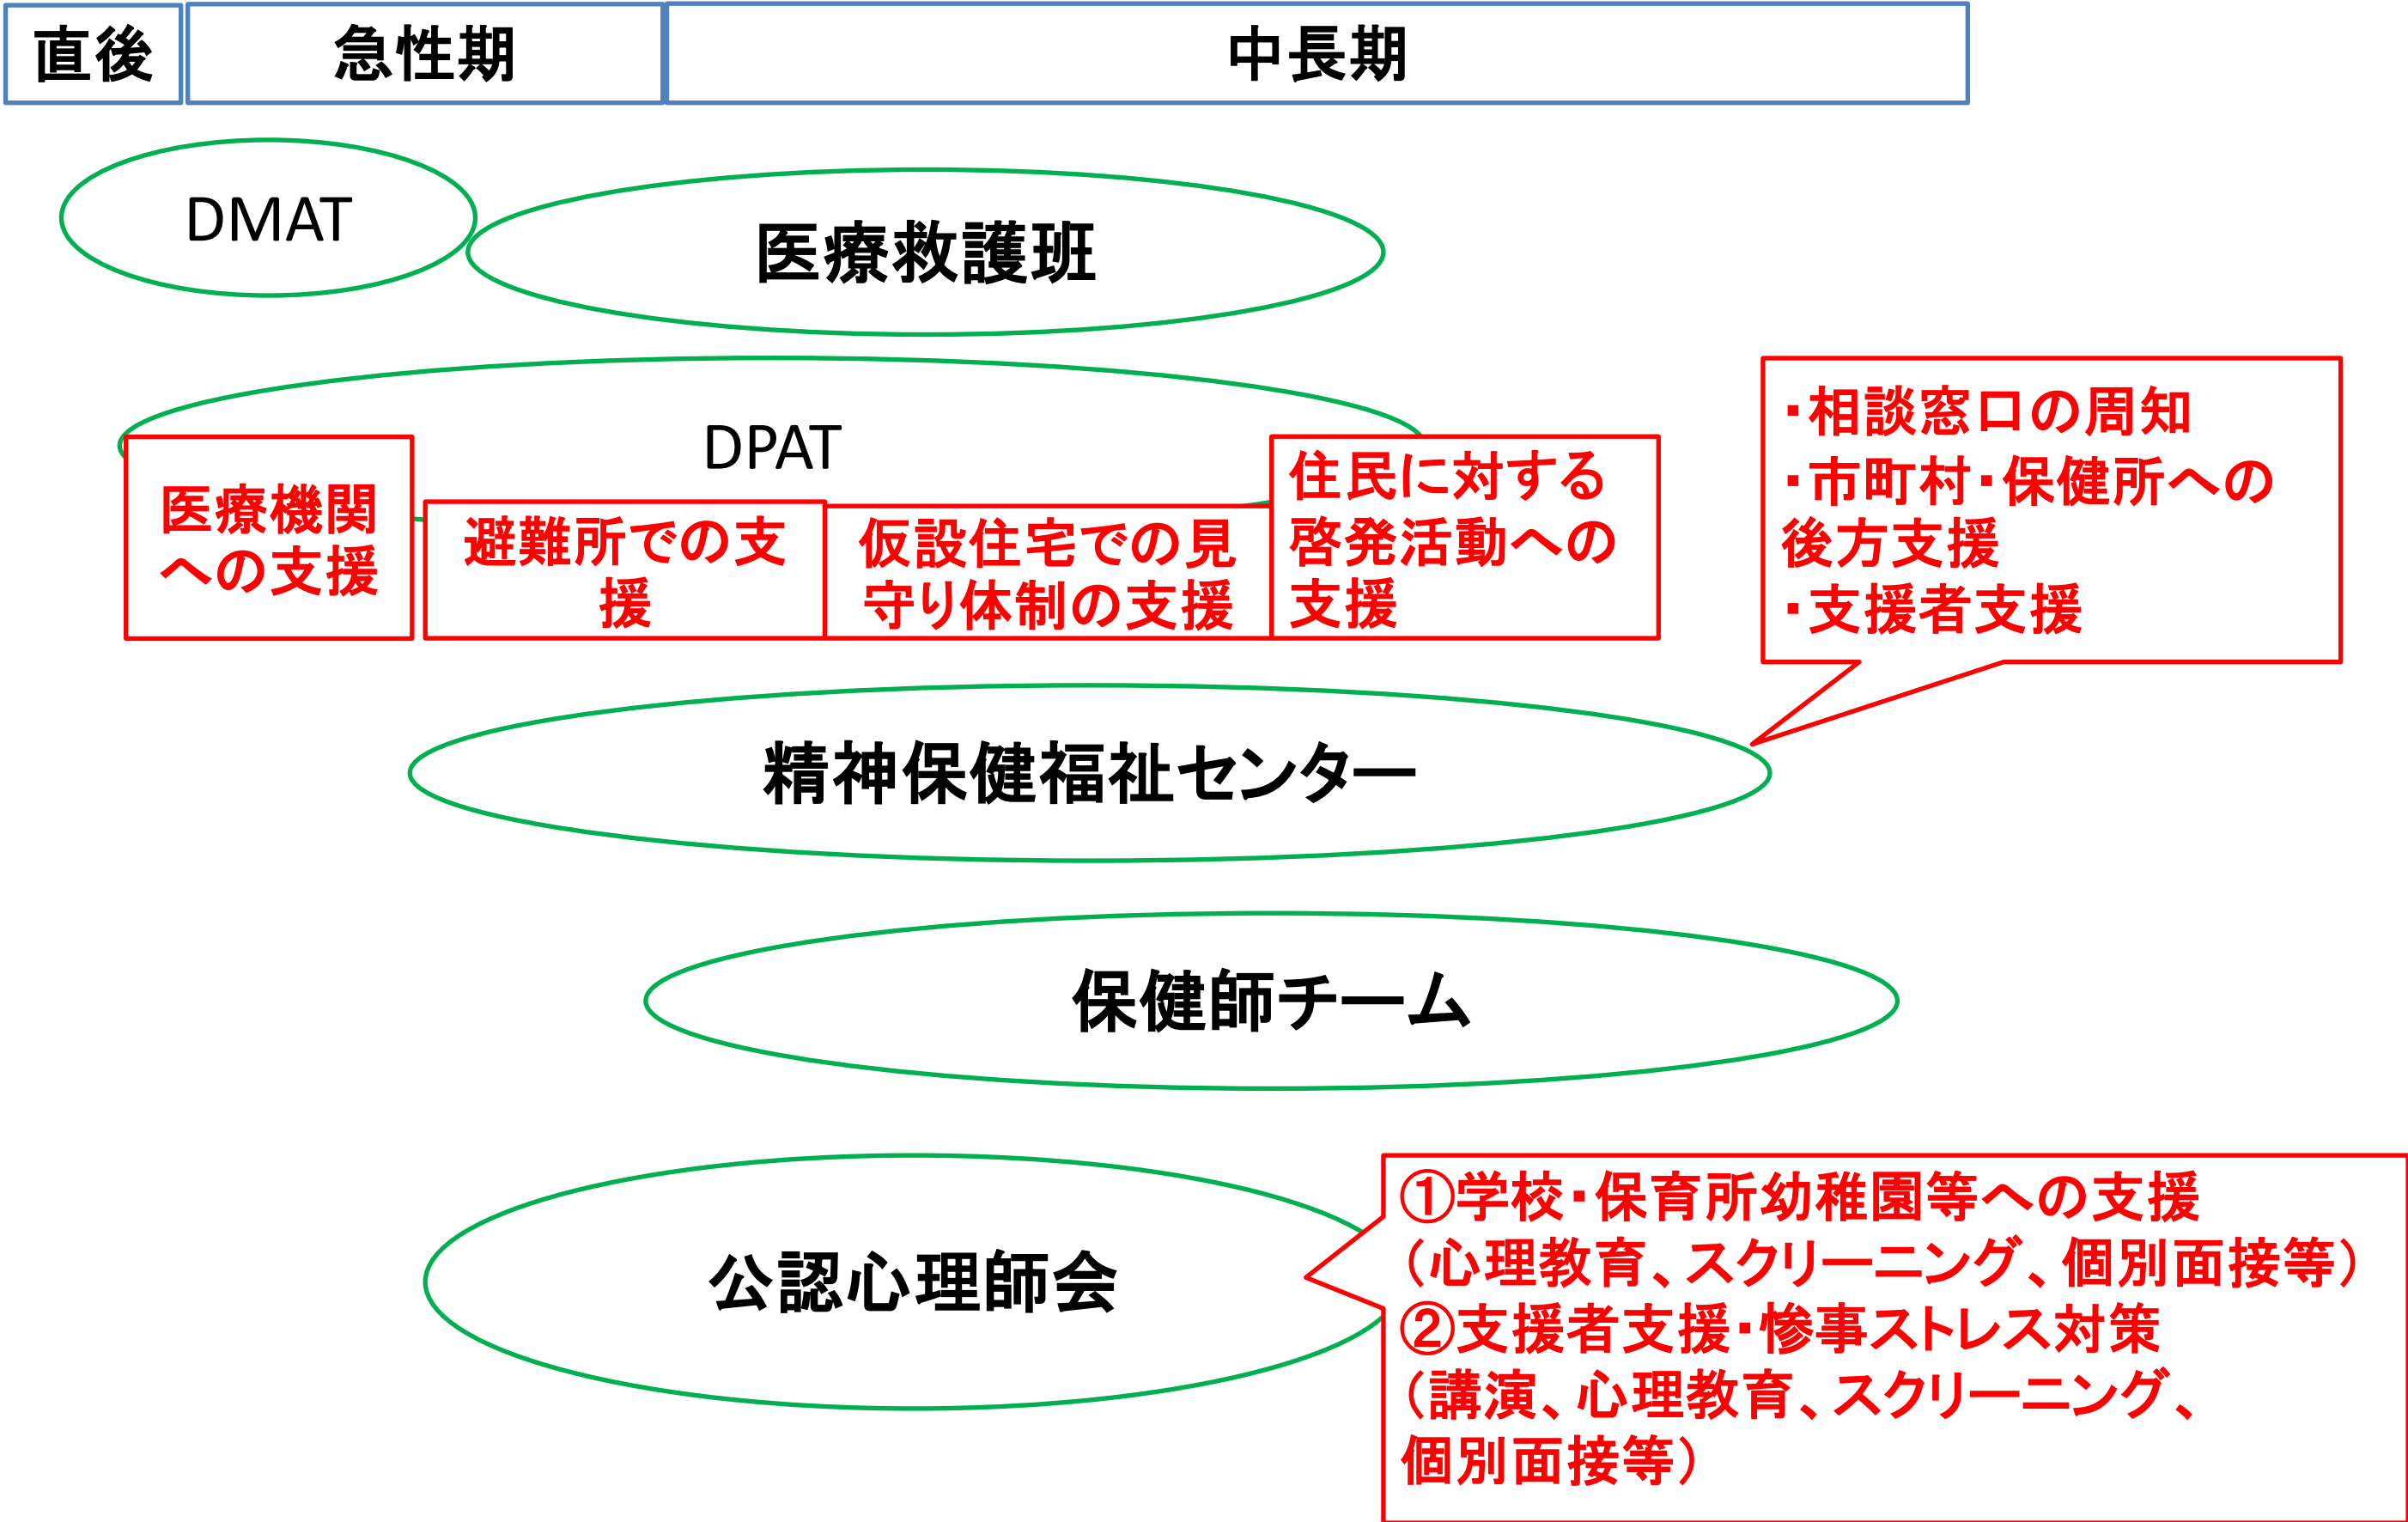 直後
急性期
中長期
DMAT
医療救護班
DPAT
医療機関
への支援
避難所での支
援
仮設住宅での見
守り体制の支援
住民に対する
啓発活動への
支援
・相談窓口の周知
・市町村・保健所への
後方支援
・支援者支援
精神保健福祉センター
保健師チーム
公認心理師会
①学校・保育所幼稚園等への支援
（心理教育、スクリーニング、個別面接等）
②支援者支援・惨事ストレス対策
（講演、心理教育、スクリーニング、
個別面接等）